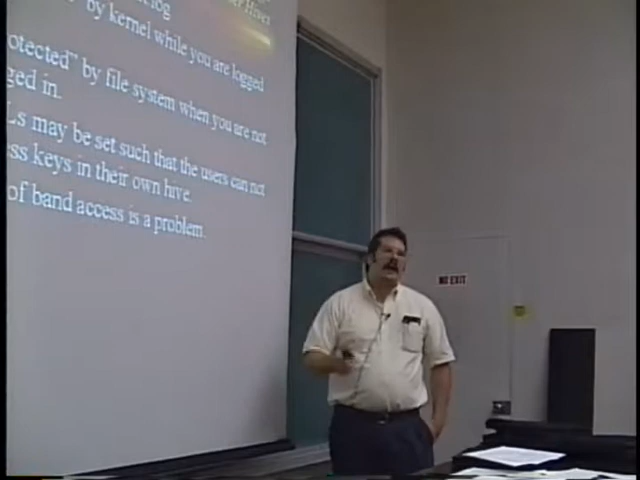 by kernel while you are logged
otected" by file system when you are not
ged in.
Ls may be set such that the users can not
ss keys in their own hive.
of band access is a problem.
NO EXIT